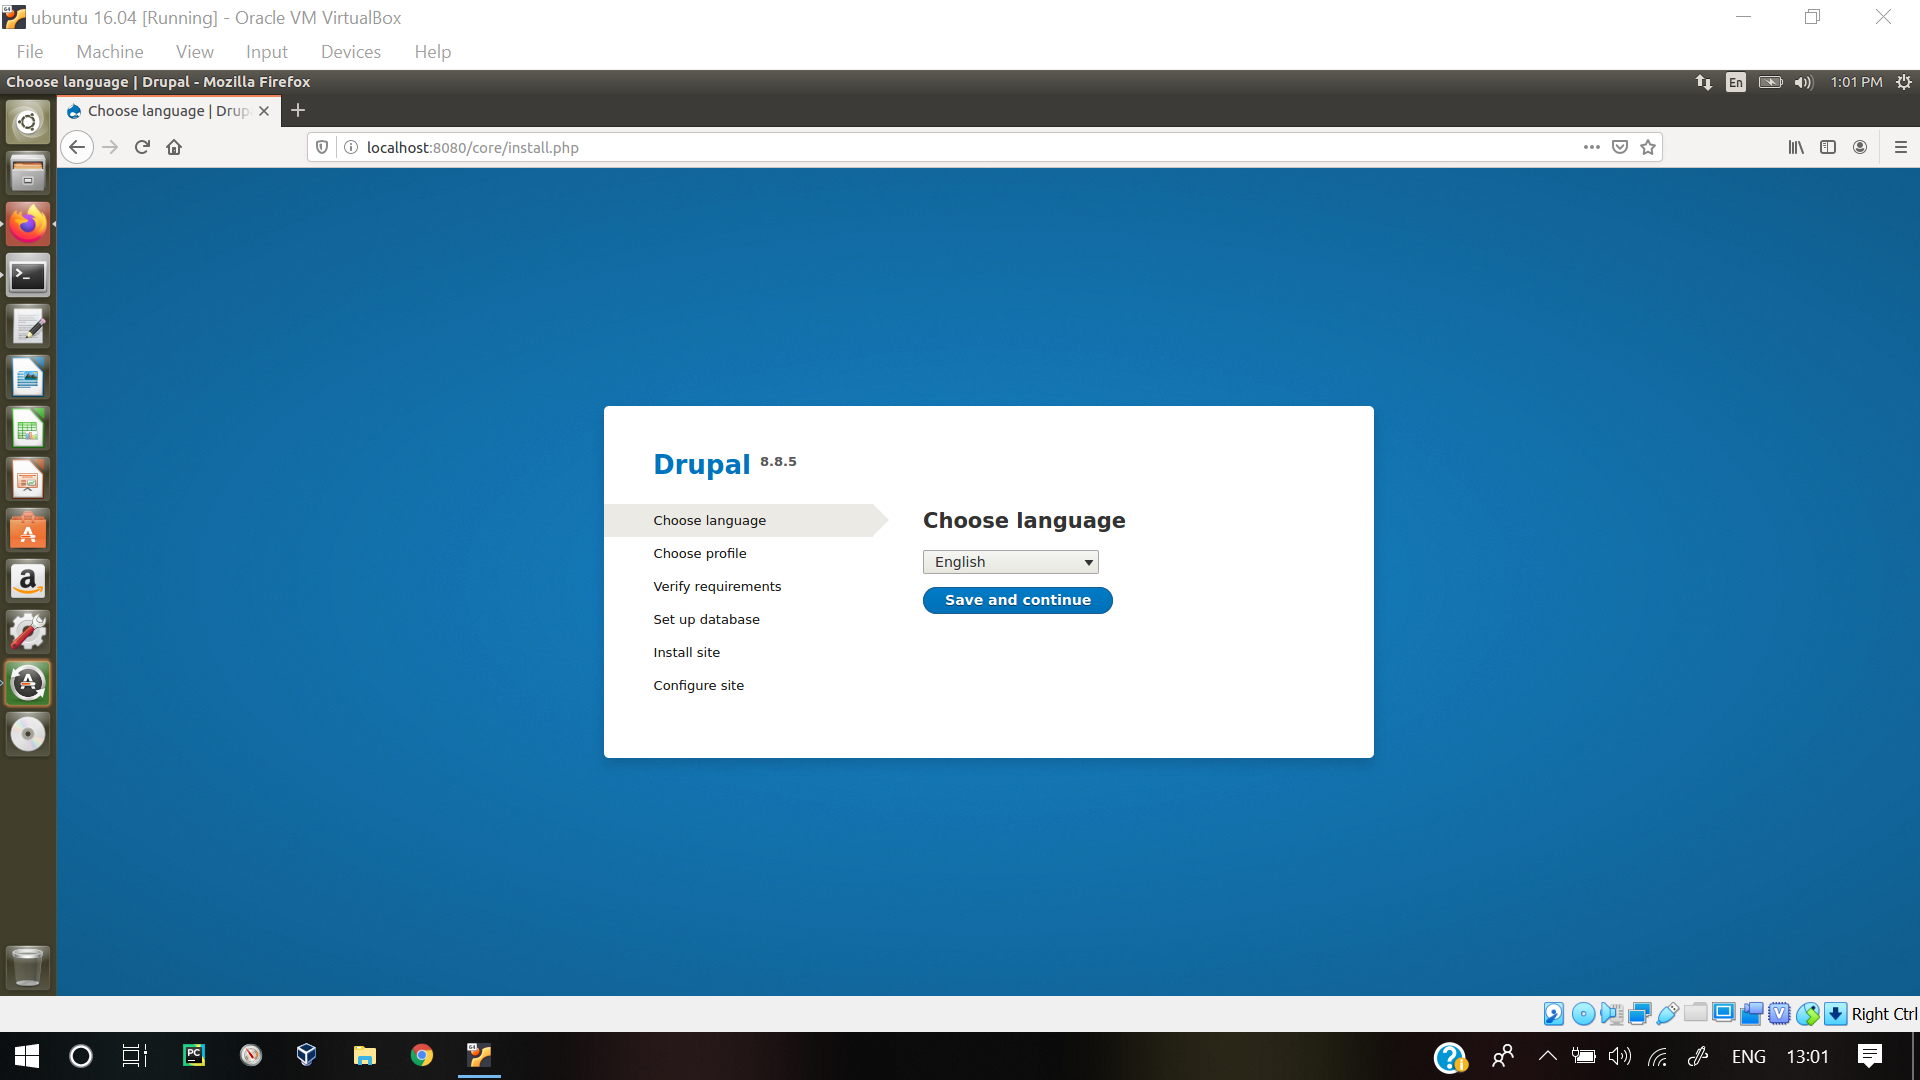 ubuntu 16.04 [Running] - Oracle VM VirtualBox
File Machine View Input Devices Help
Choose language | Drupal - Mozilla Firefox
En
1:01 PM
Choose language | Drup
localhost:8080/core/install.php
Drupal 8.8.5
Choose language
Choose profile
Verify requirements
Set up database
Install site
Configure site
Choose language
English
Save and continue
Right Ctrl
ENG
13:01